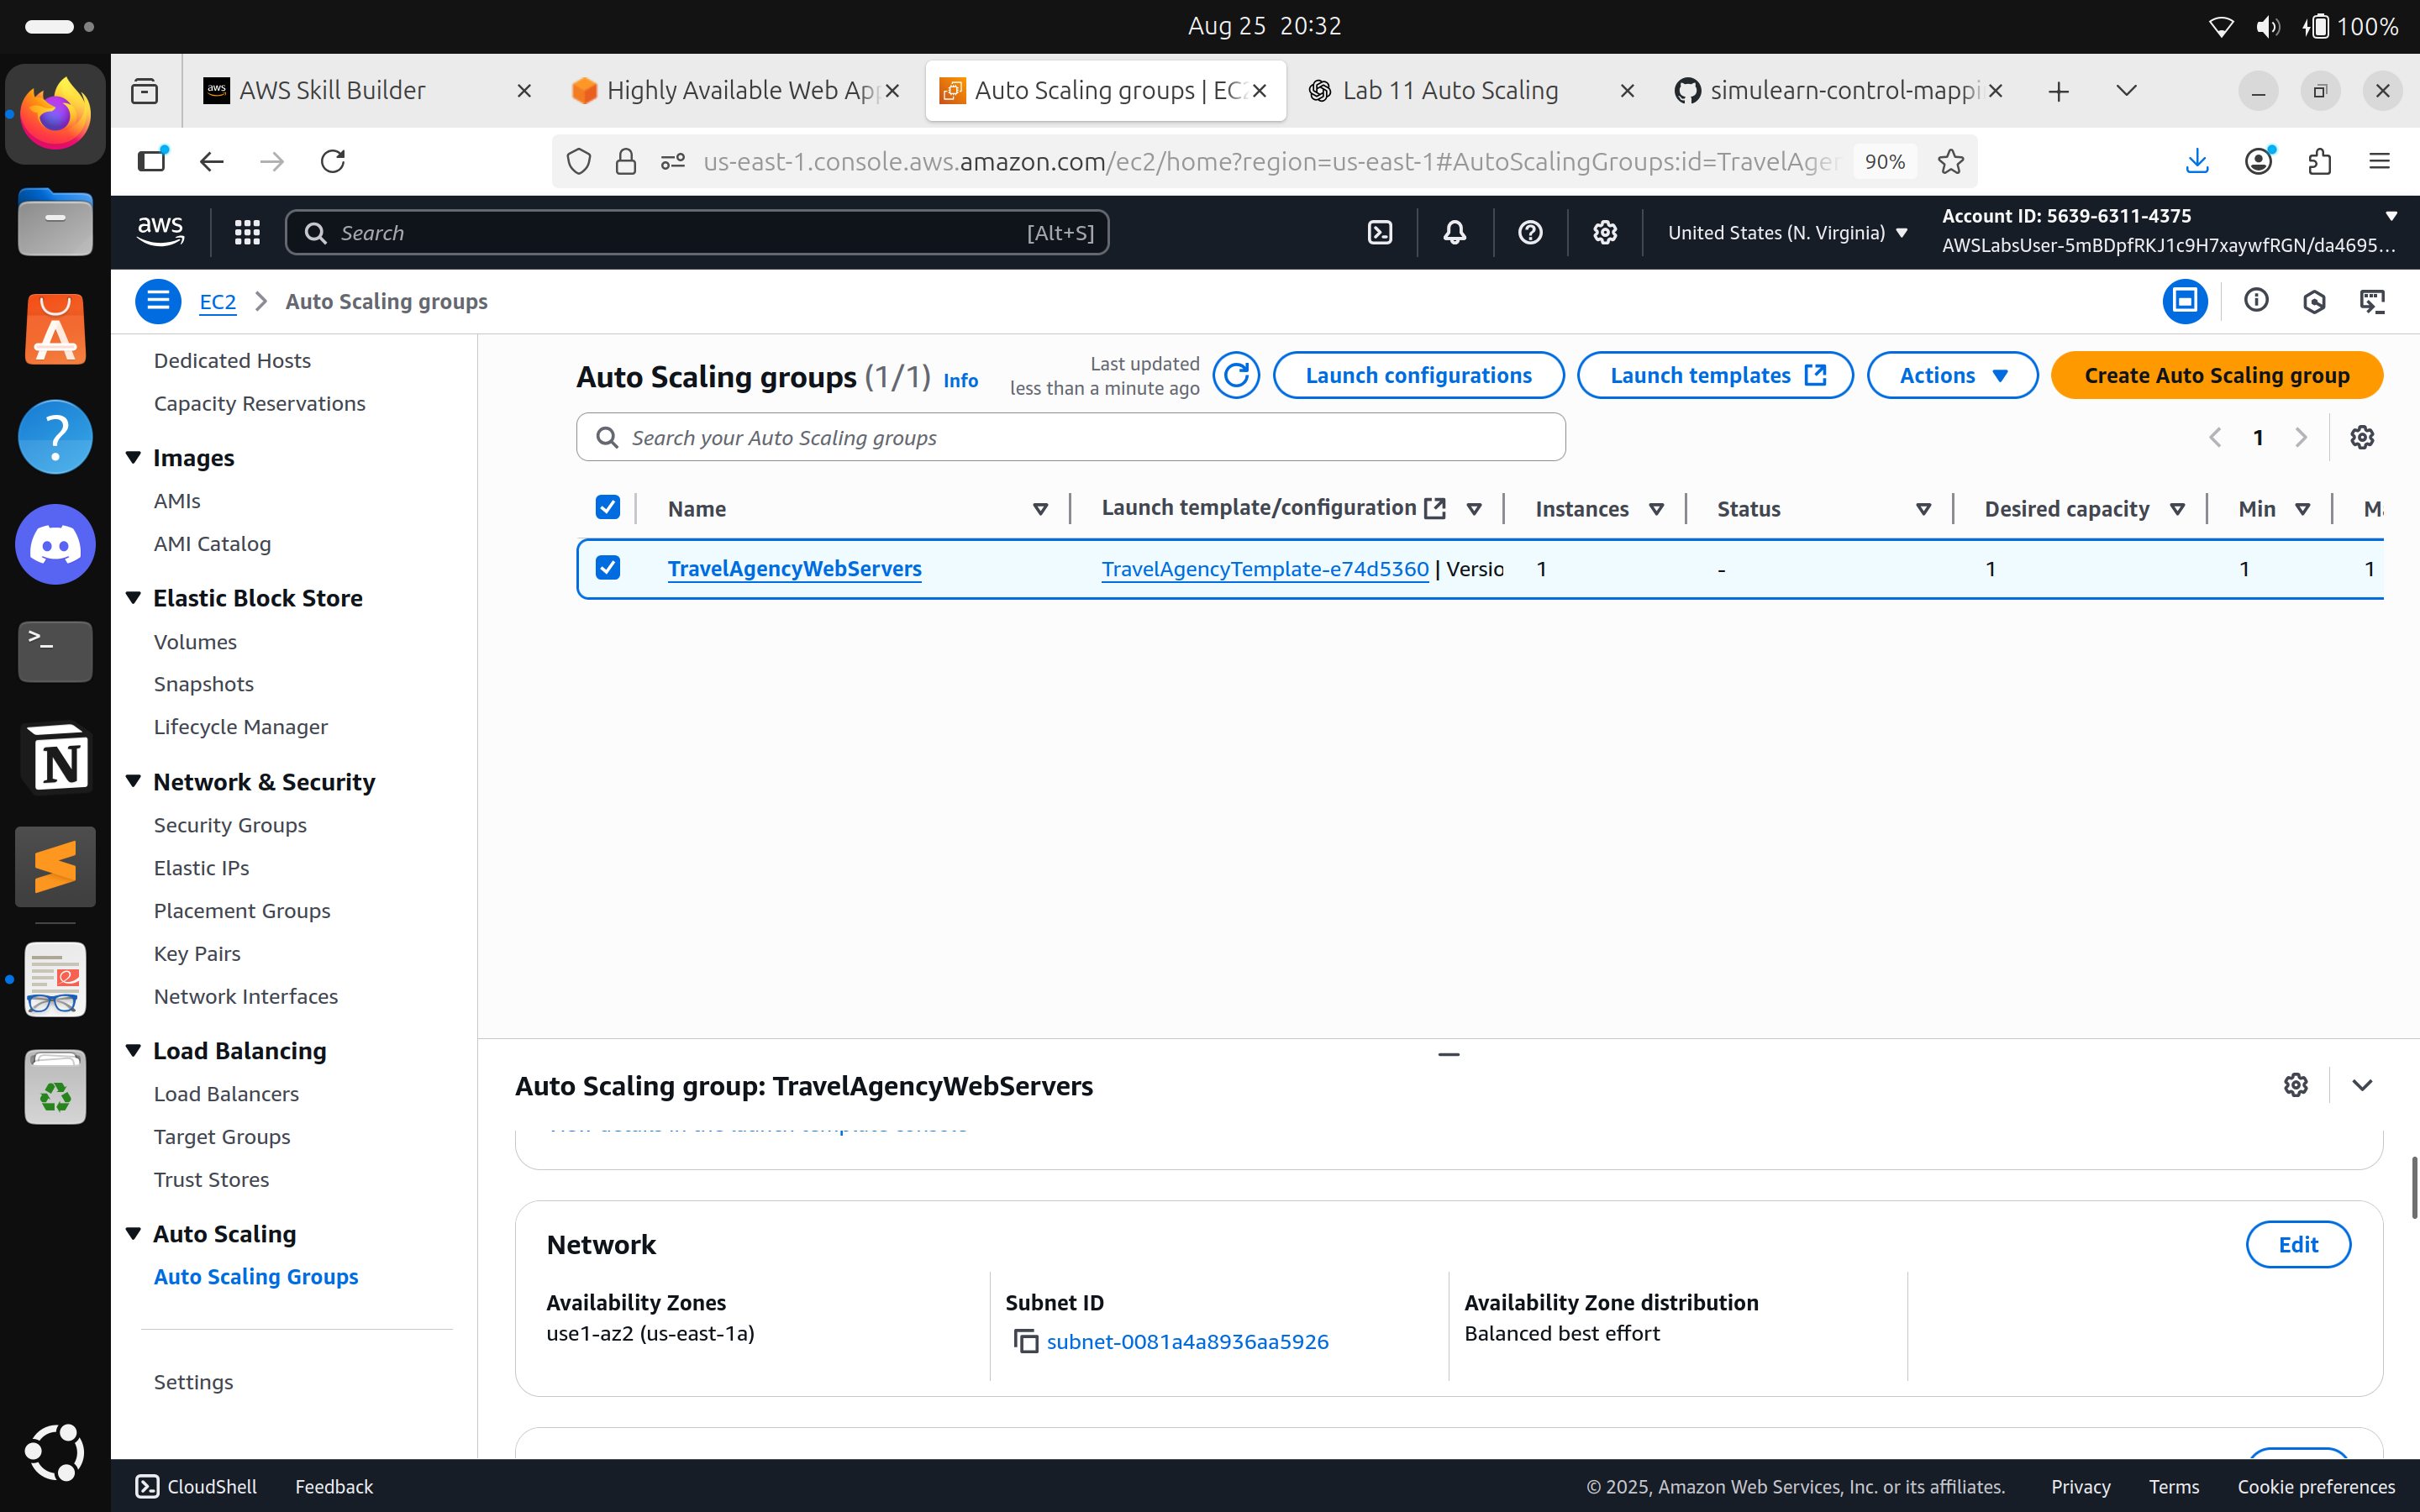 Aug 25 20:32
100%
AWS Skill Builder
Highly Available Web App
Auto Scaling groups | EC2
Lab 11 Auto Scaling
simulearn-control-mappi
us-east-1.console.aws.amazon.com/ec2/home?region=us-east-1#AutoScalingGroups:id=TravelAger
90%
aws
Search
[Alt+S]
United States (N. Virginia)
Account ID: 5639-6311-4375
AWSLabsUser-5mBDpfRKJ1c9H7xaywfRGN/da4695...
EC2
Auto Scaling groups
Dedicated Hosts
Capacity Reservations
Images
AMIs
AMI Catalog
Elastic Block Store
Volumes
Snapshots
Lifecycle Manager
Network & Security
Security Groups
Elastic IPs
Placement Groups
Key Pairs
Network Interfaces
Load Balancing
Load Balancers
Target Groups
Trust Stores
Auto Scaling
Auto Scaling Groups
Settings
Auto Scaling groups (1/1) Info
Last updated
less than a minute ago
Launch configurations
Launch templates
Actions
Create Auto Scaling group
Search your Auto Scaling groups
1
Name
Launch template/configuration
Instances
Status
Desired capacity
Min
TravelAgencyWebServers
TravelAgencyTemplate-e74d5360 | Versio
1
-
1
1
1
Auto Scaling group: TravelAgencyWebServers
Network
Edit
Availability Zones
use1-az2 (us-east-1a)
Subnet ID
subnet-0081a4a8936aa5926
Availability Zone distribution
Balanced best effort
CloudShell
Feedback
© 2025, Amazon Web Services, Inc. or its affiliates.
Privacy
Terms
Cookie preferences